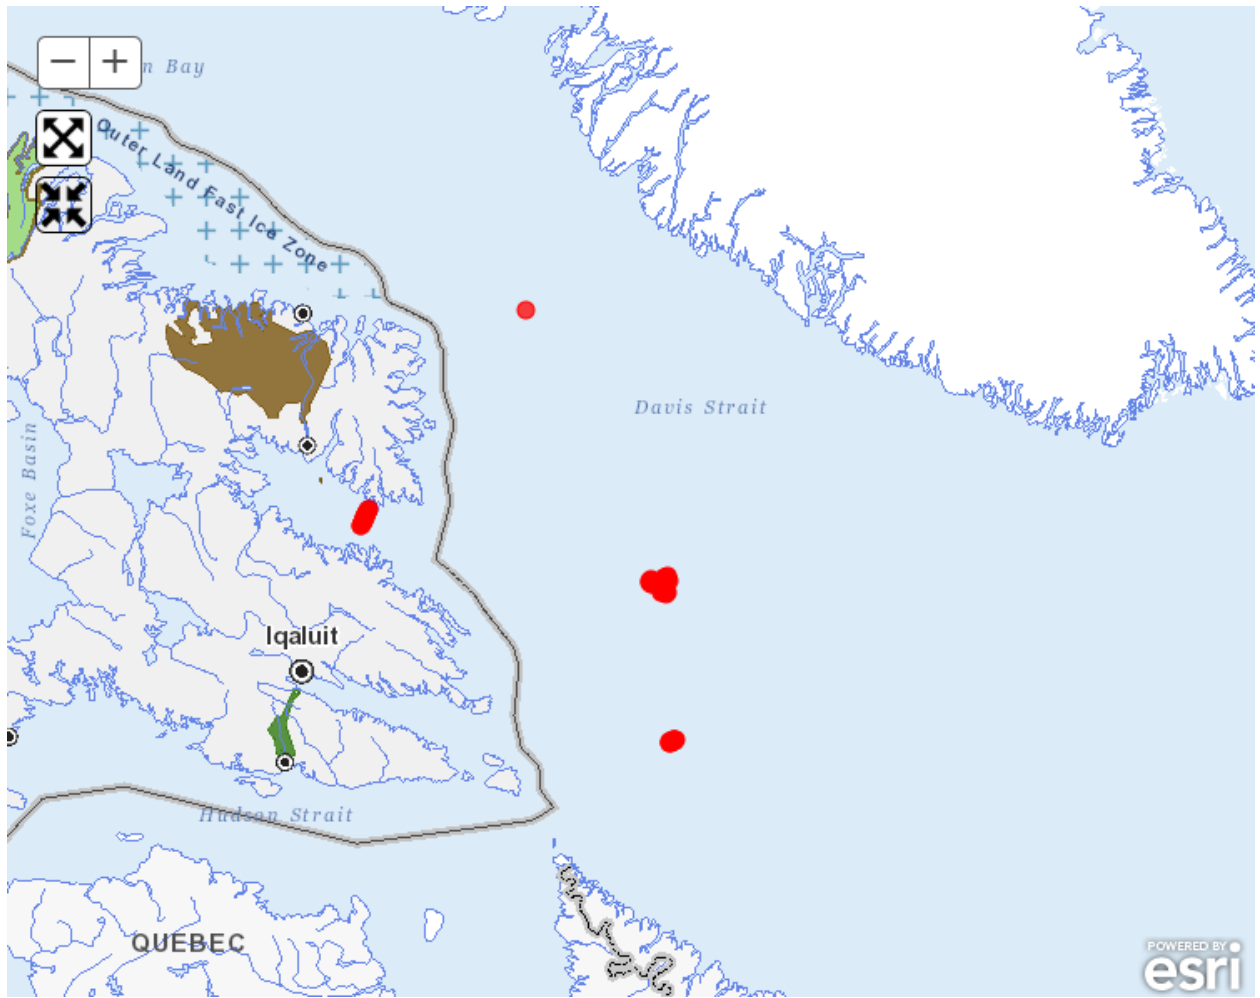 n Bay
Outer Land Fast Ice Zone
Davis Strait
Foxe Basin
Iqaluit
Hudson Strait
QUEBEC
POWERED BY
esri